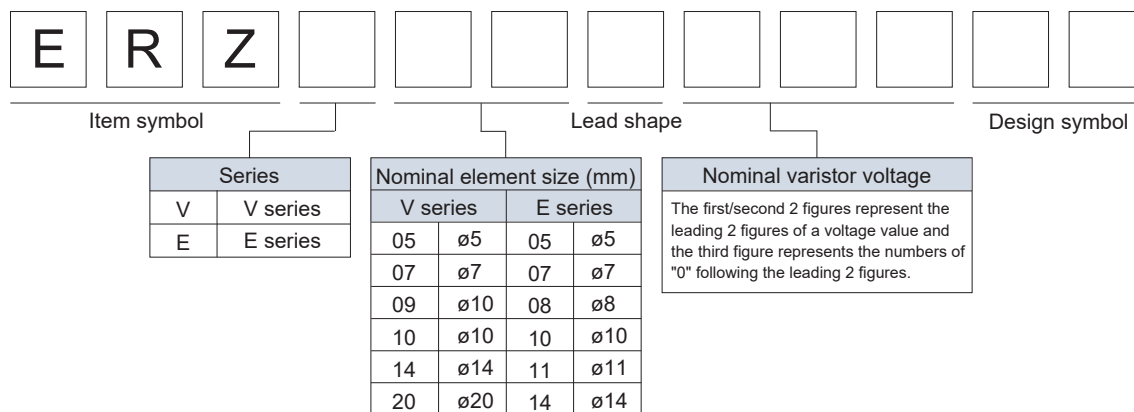 E R Z
Item symbol
Lead shape
Design symbol
Series
V V series
E E series
Nominal element size (mm)
V series E series
05 ø5 05 ø5
07 ø7 07 ø7
09 ø10 08 ø8
10 ø10 10 ø10
14 ø14 11 ø11
20 ø20 14 ø14
Nominal varistor voltage
The first/second 2 figures represent the
leading 2 figures of a voltage value and
the third figure represents the numbers of
"0" following the leading 2 figures.